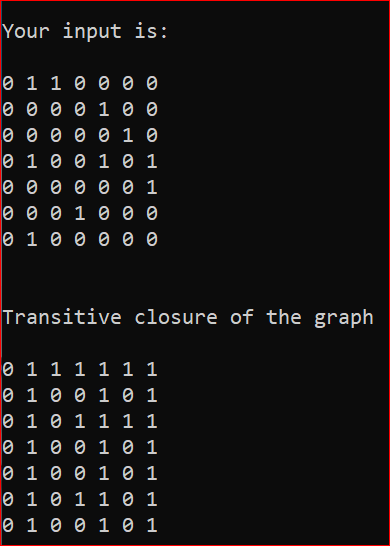 Your input is:
0 1 1 0 0 0 0
0 0 0 0 1 0 0
0 0 0 0 0 1 0
0 1 0 0 1 0 1
0 0 0 0 0 0 1
0 0 0 1 0 0 0
0 1 0 0 0 0 0
Transitive closure of the graph
0 1 1 1 1 1 1
0 1 0 0 1 0 1
0 1 0 1 1 1 1
0 1 0 0 1 0 1
0 1 0 0 1 0 1
0 1 0 1 1 0 1
0 1 0 0 1 0 1